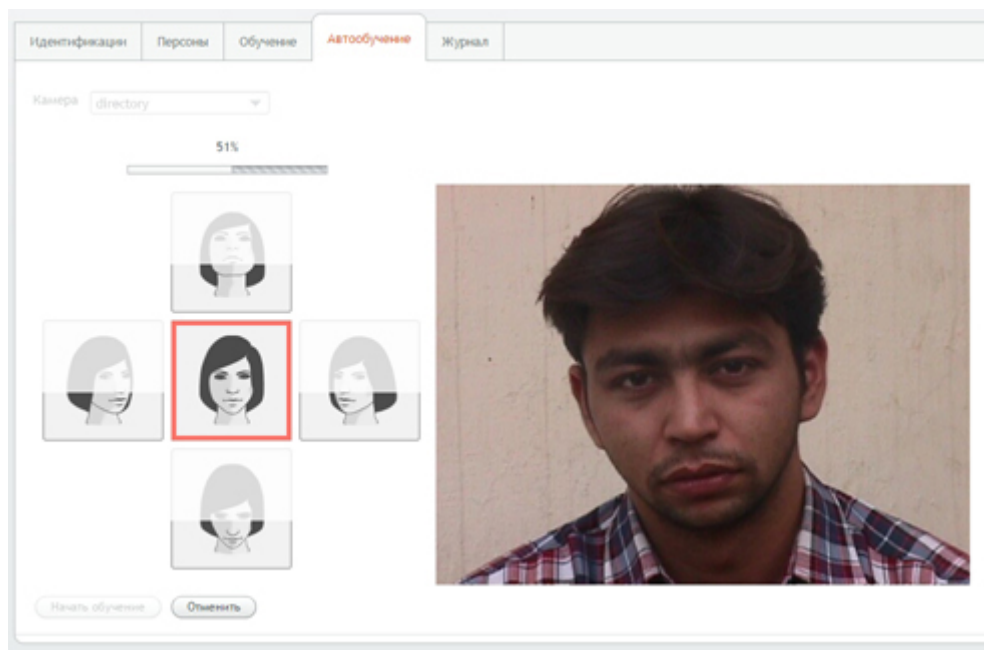 Идентификации
Персоны
Обучение
Автообучение
Журнал
Камера
directory
51%
Начать обучение
Отменить